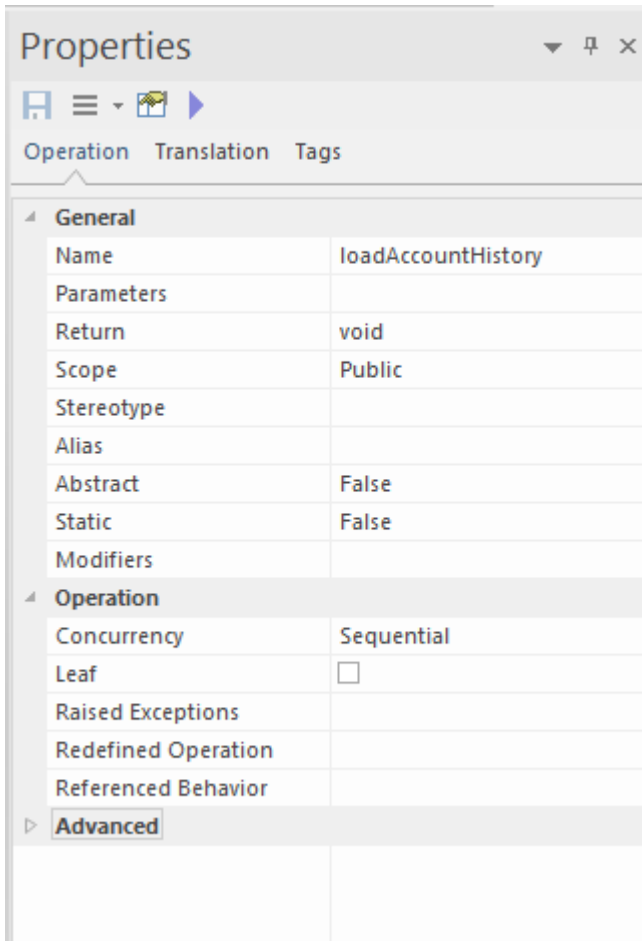 Properties
Operation Translation Tags
General
Name loadAccountHistory
Parameters
Return void
Scope Public
Stereotype
Alias
Abstract False
Static False
Modifiers
Operation
Concurrency Sequential
Leaf
Raised Exceptions
Redefined Operation
Referenced Behavior
Advanced